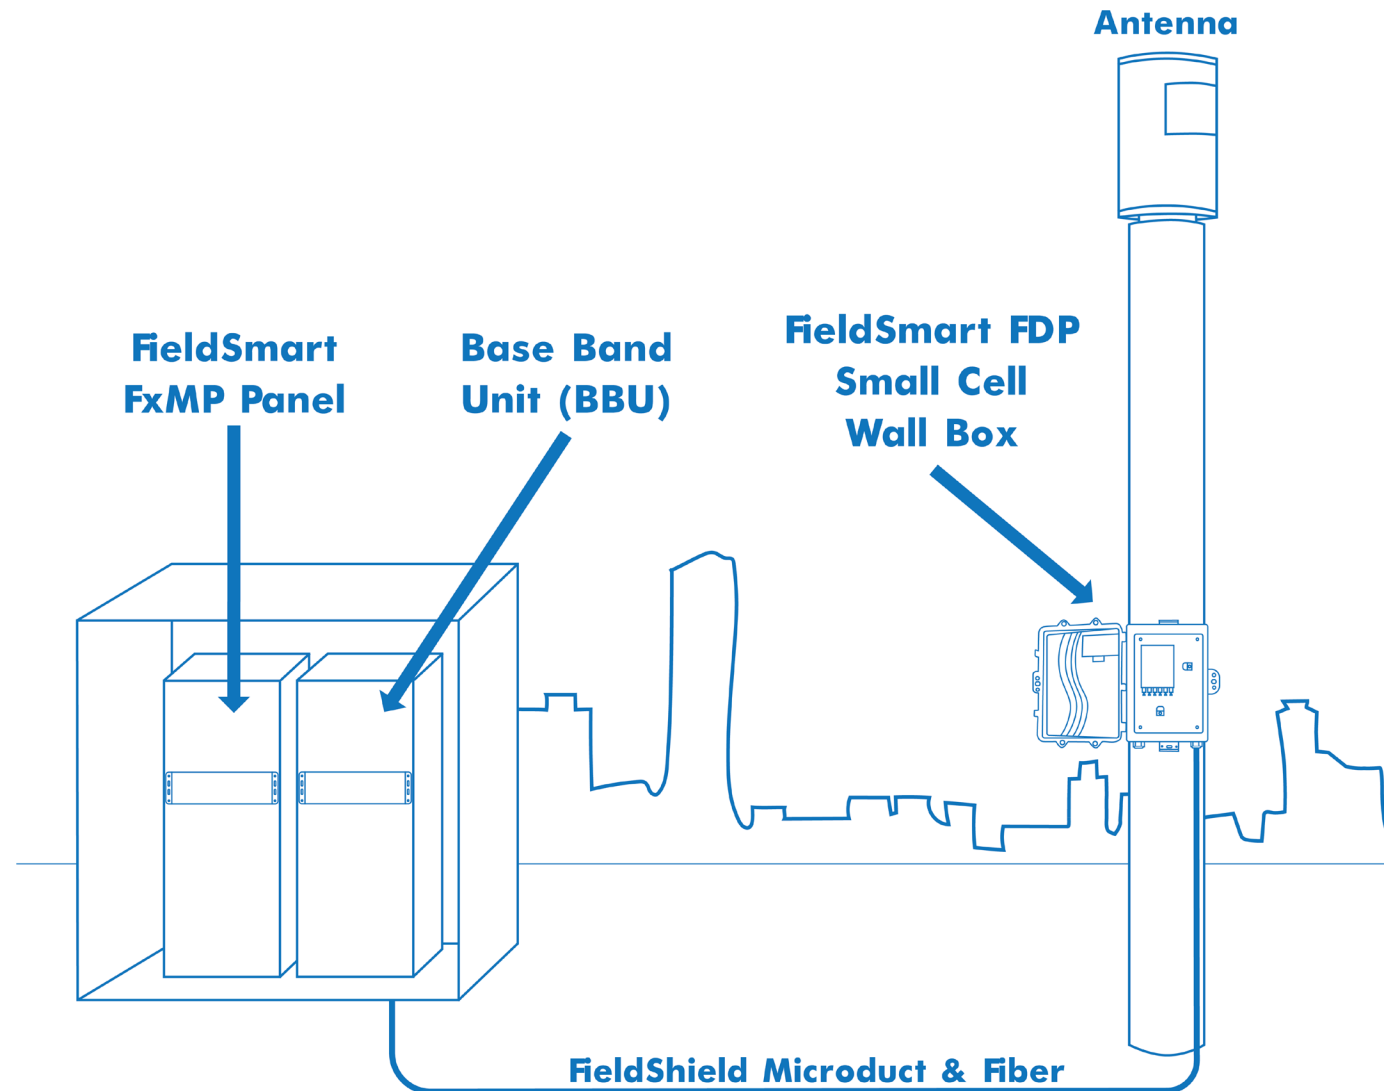 Antenna
FieldSmart
FxMP Panel
Base Band
Unit (BBU)
FieldSmart FDP
Small Cell
Wall Box
FieldShield Microduct & Fiber